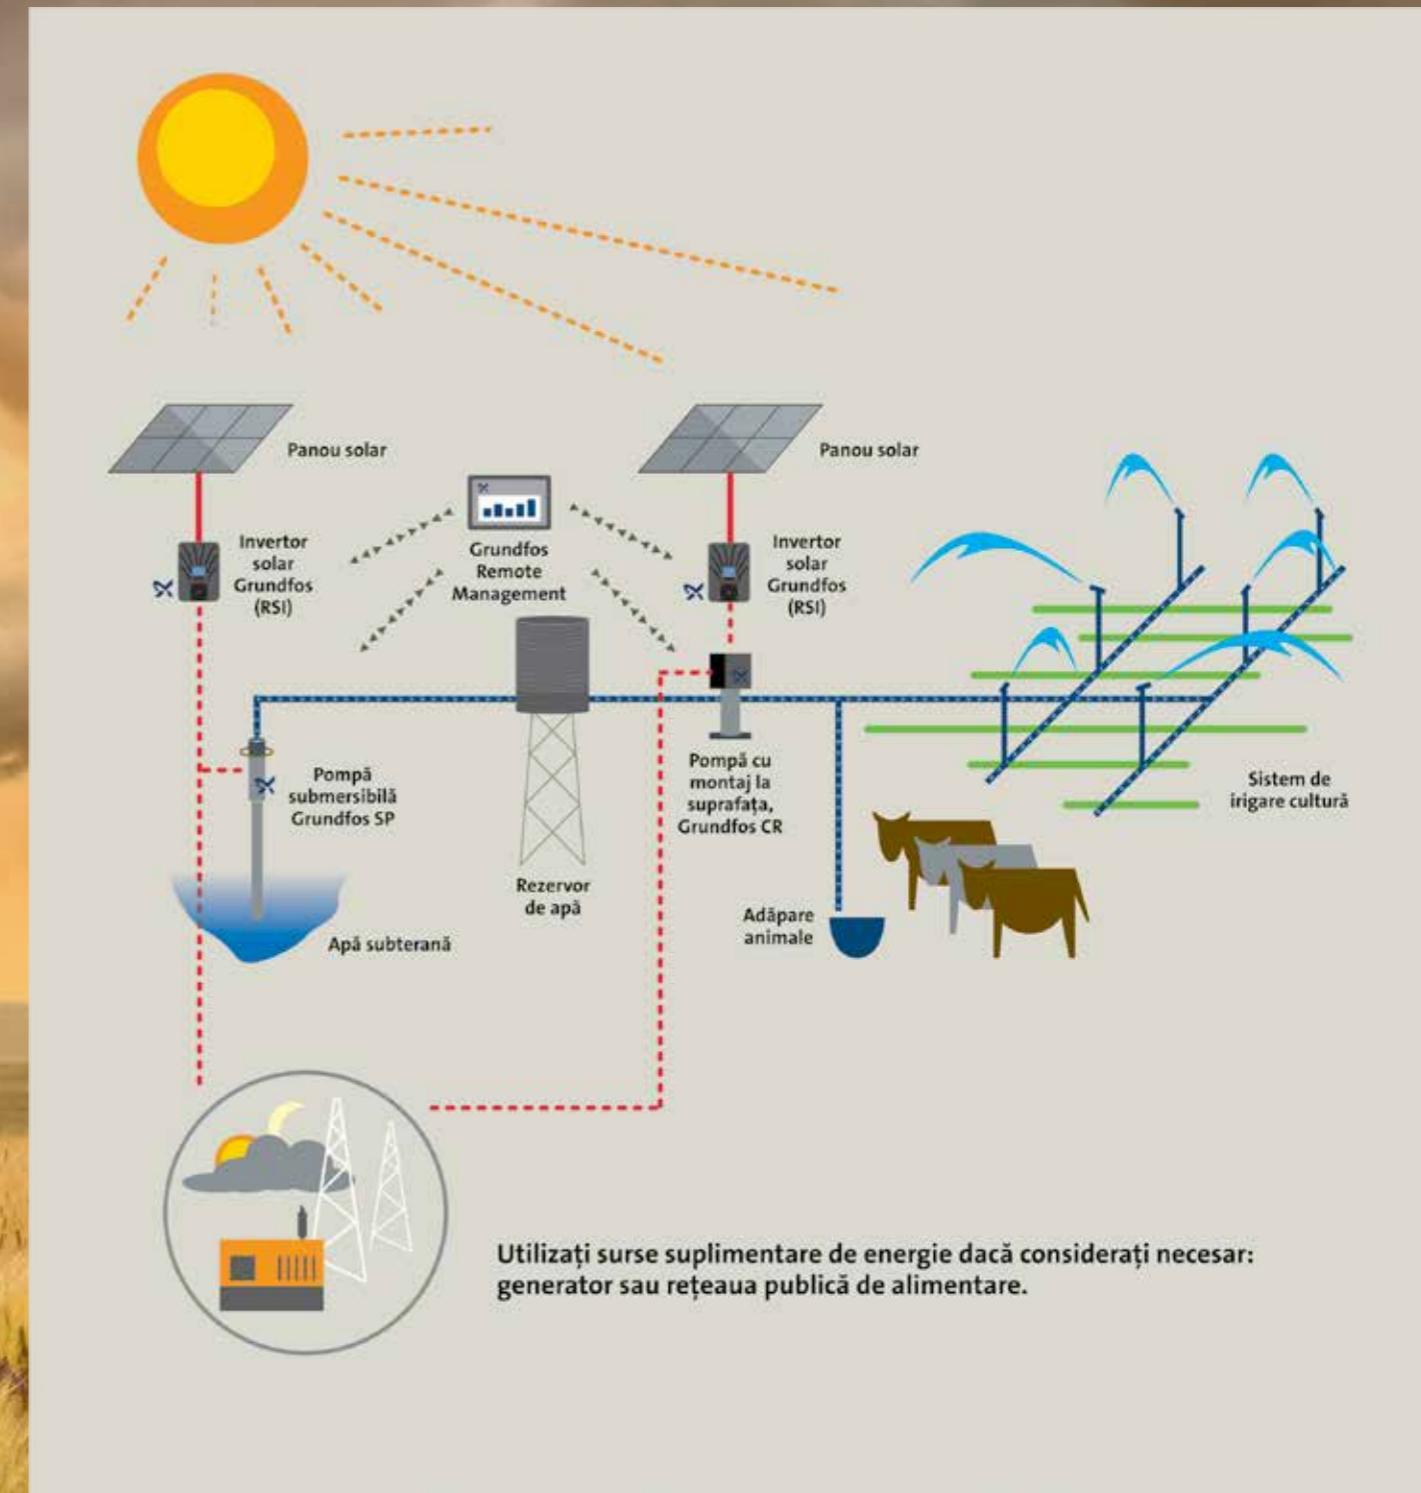 Panou solar
Panou solar
Invertor
solar
Grundfos
(RSI)
Grundfos
Remote
Management
Invertor
solar
Grundfos
(RSI)
Pompă
submersibilă
Grundfos SP
Pompă cu
montaj la
suprafața,
Grundfos CR
Sistem de
irigare cultură
Rezervor
de apă
Adăpare
animale
Apă subterană
Utilizați surse suplimentare de energie dacă considerați necesar:
generator sau rețeaua publică de alimentare.